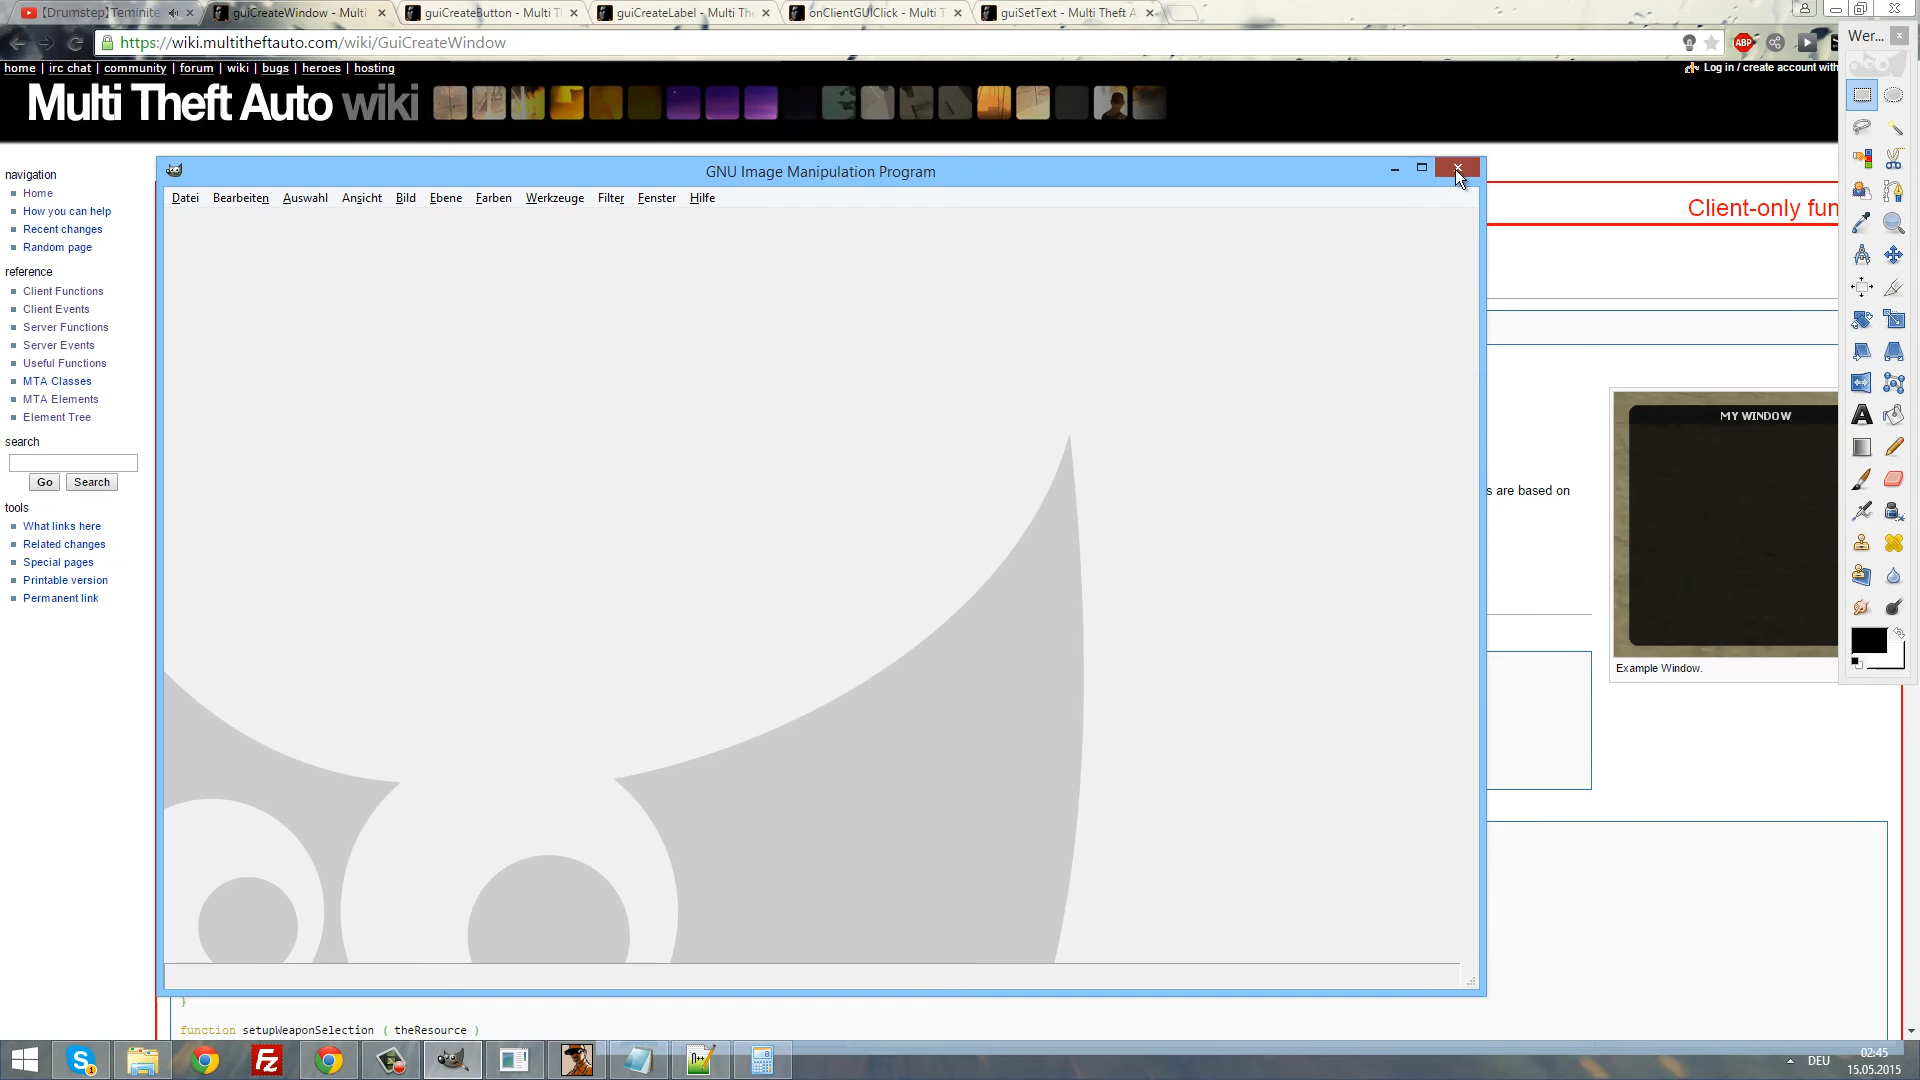 【Drumstep】Teminite
guiCreateWindow - Multi
guiCreateButton - Multi T
guiCreateLabel - Multi The
onClientGUIClick - Multi T
guiSetText - Multi Theft A
https://wiki.multitheftauto.com/wiki/GuiCreateWindow
ABP
Wer...
home | irc chat | community | forum | wiki | bugs | heroes | hosting
Log in / create account with
Multi Theft Auto wiki
GNU Image Manipulation Program
Datei Bearbeiten Auswahl Ansicht Bild Ebene Farben Werkzeuge Filter Fenster Hilfe
navigation
Home
How you can help
Recent changes
Random page
reference
Client Functions
Client Events
Server Functions
Server Events
Useful Functions
MTA Classes
MTA Elements
Element Tree
search
Go Search
tools
What links here
Related changes
Special pages
Printable version
Permanent link
Client-only fun
MY WINDOW
s are based on
Example Window.
}
function setupWeaponSelection ( theResource )
DEU
02:45
15.05.2015